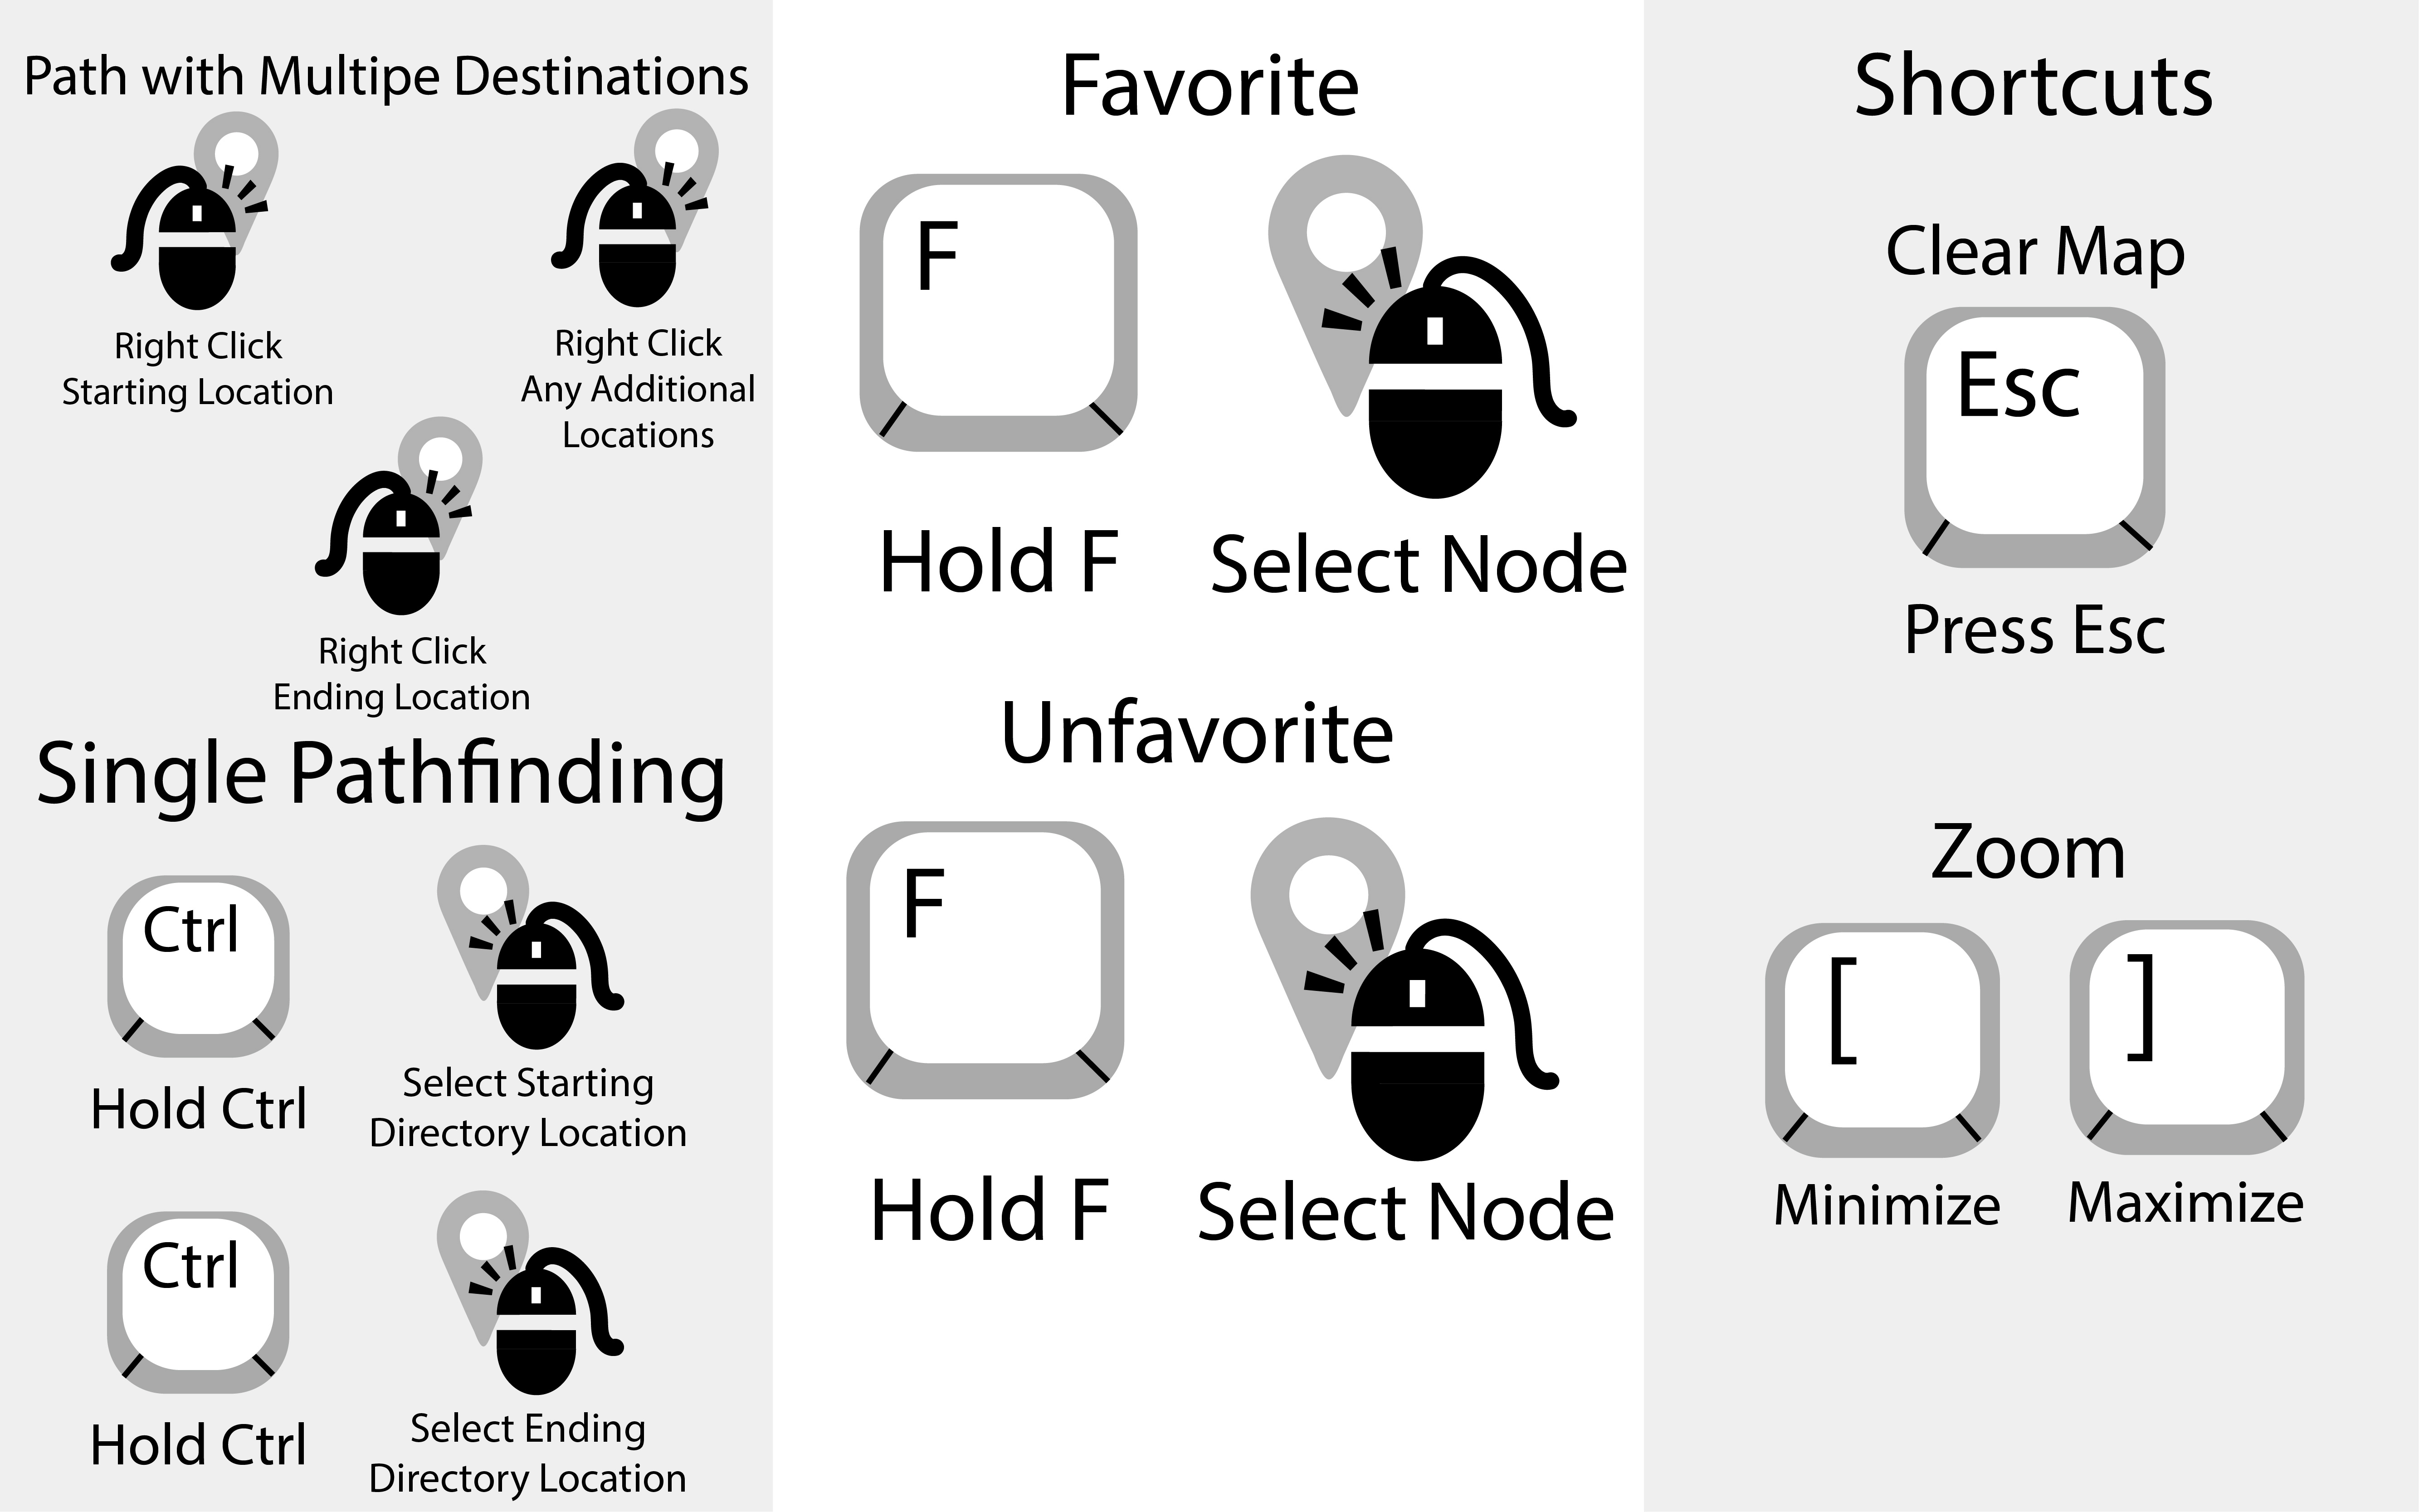 Path with Multipe Destinations
Right Click
Starting Location
Right Click
Any Additional
Locations
Right Click
Ending Location
Single Pathfinding
Ctrl
Hold Ctrl
Select Starting
Directory Location
Ctrl
Hold Ctrl
Select Ending
Directory Location
Favorite
F
Hold F
Select Node
Unfavorite
F
Hold F
Select Node
Shortcuts
Clear Map
Esc
Press Esc
Zoom
[
]
Minimize
Maximize